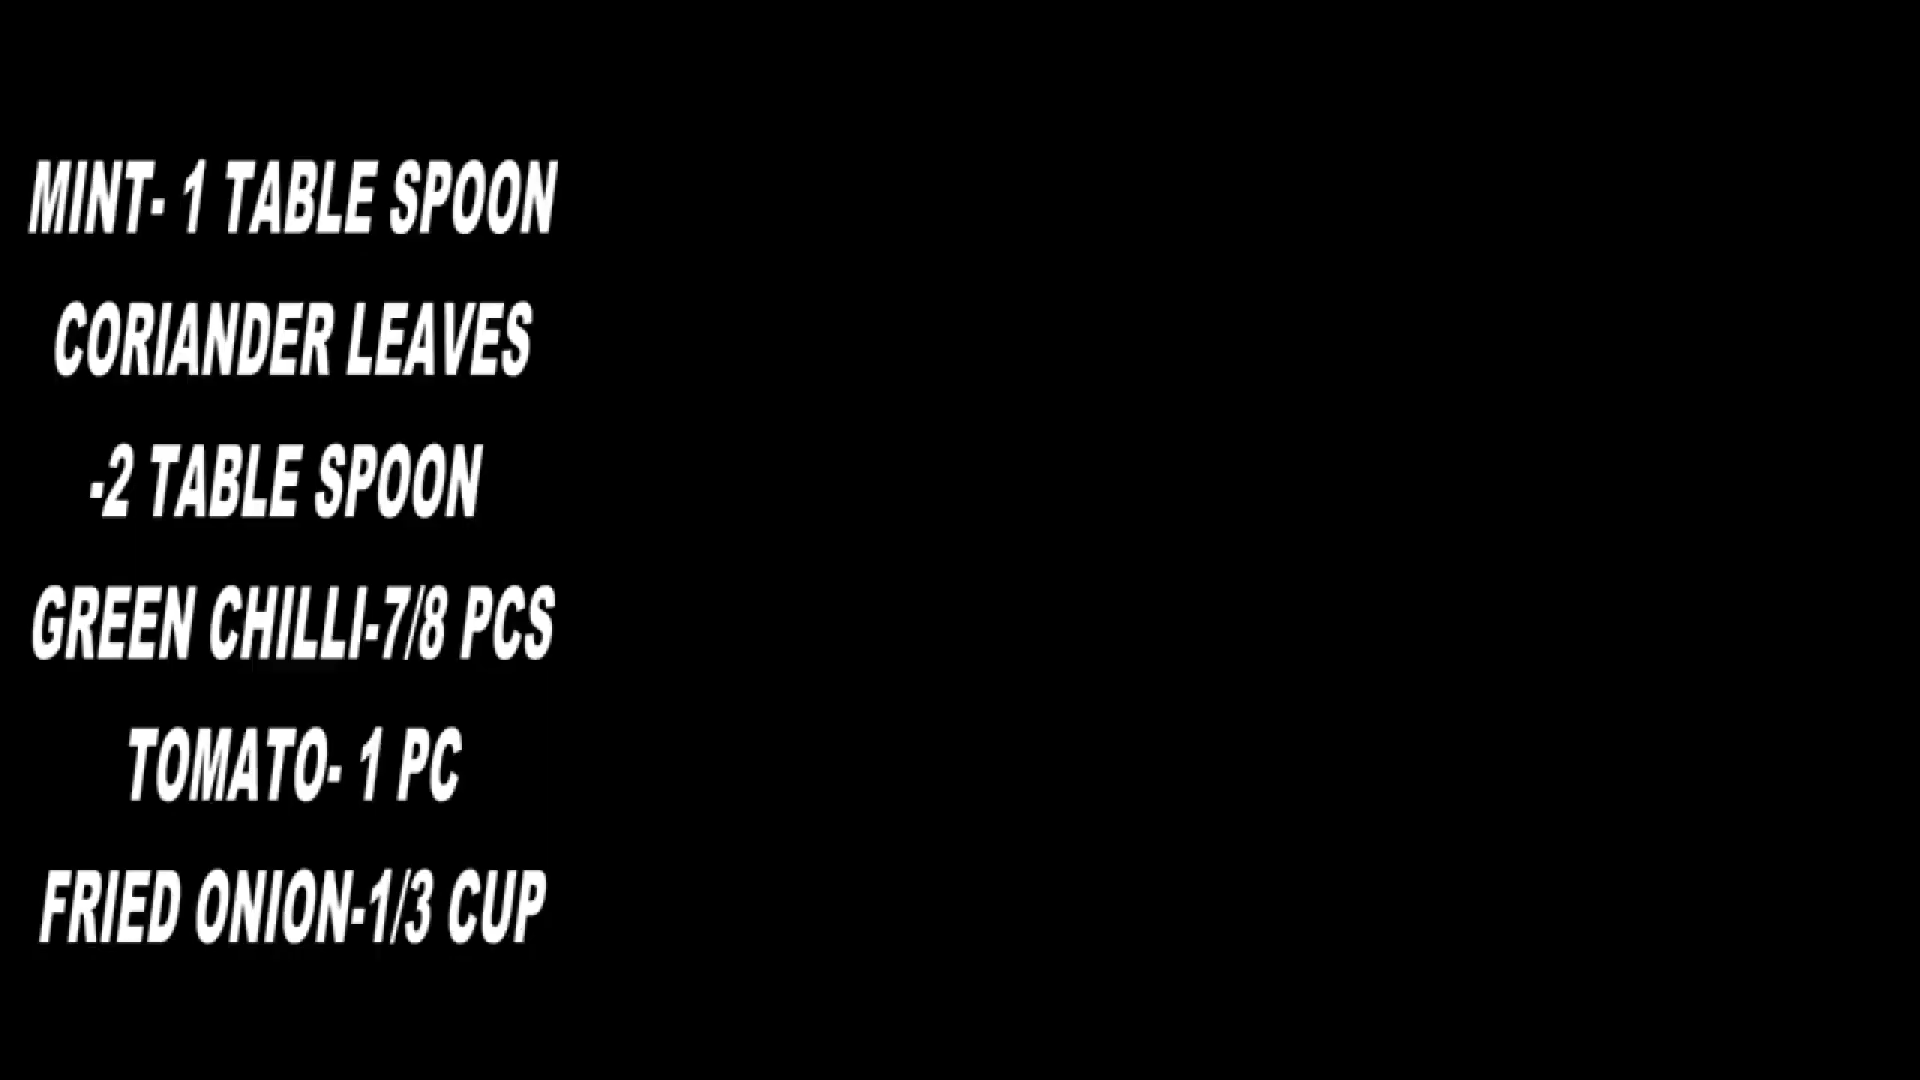 MINT- 1 TABLE SPOON
CORIANDER LEAVES
-2 TABLE SPOON
GREEN CHILLI-7/8 PCS
TOMATO- 1 PC
FRIED ONION-1/3 CUP